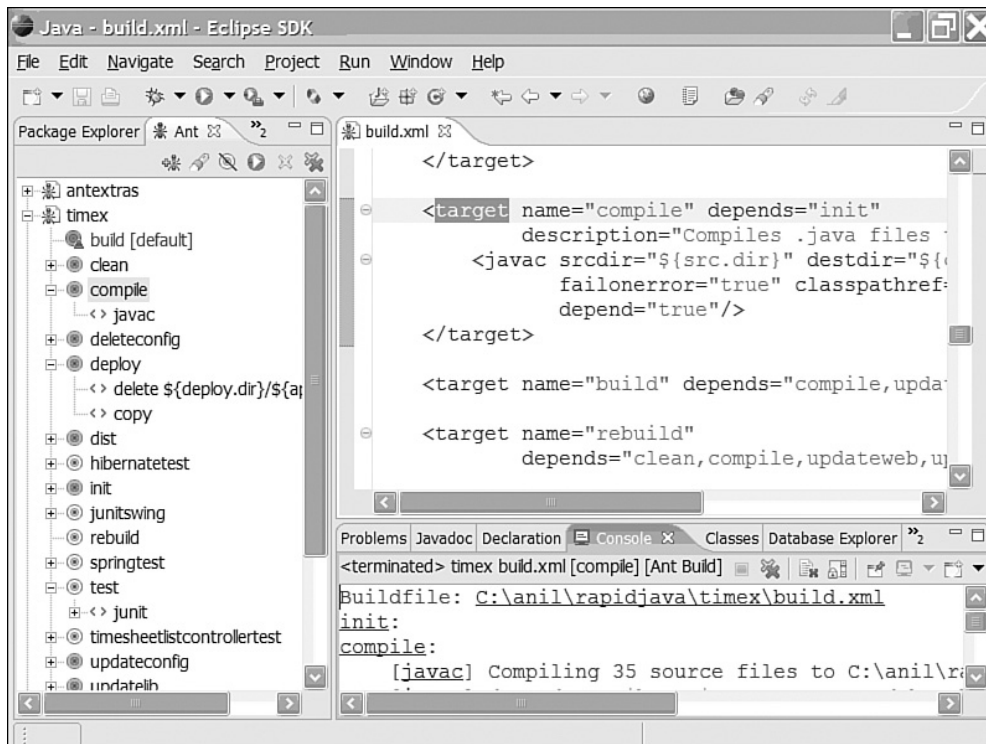 Java - build.xml - Eclipse SDK
File Edit Navigate Search Project Run Window Help
Package Explorer Ant »2
antextras
timex
build [default]
clean
compile
<> javac
deleteconfig
deploy
<> delete ${deploy.dir}/${ap
<> copy
dist
hibernatetest
init
junitswing
rebuild
springtest
test
<> junit
timesheetlistcontrollertest
updateconfig
updatelib
build.xml
</target>
<target name="compile" depends="init"
description="Compiles .java files
<javac srcdir="${src.dir}" destdir="${
failonerror="true" classpathref=
depend="true"/>
</target>
<target name="build" depends="compile,upda
<target name="rebuild"
depends="clean,compile,updateweb,up
Problems Javadoc Declaration Console Classes Database Explorer »2
<terminated> timex build.xml [compile] [Ant Build]
Buildfile: C:\anil\rapidjava\timex\build.xml
init:
compile:
[javac] Compiling 35 source files to C:\anil\ra